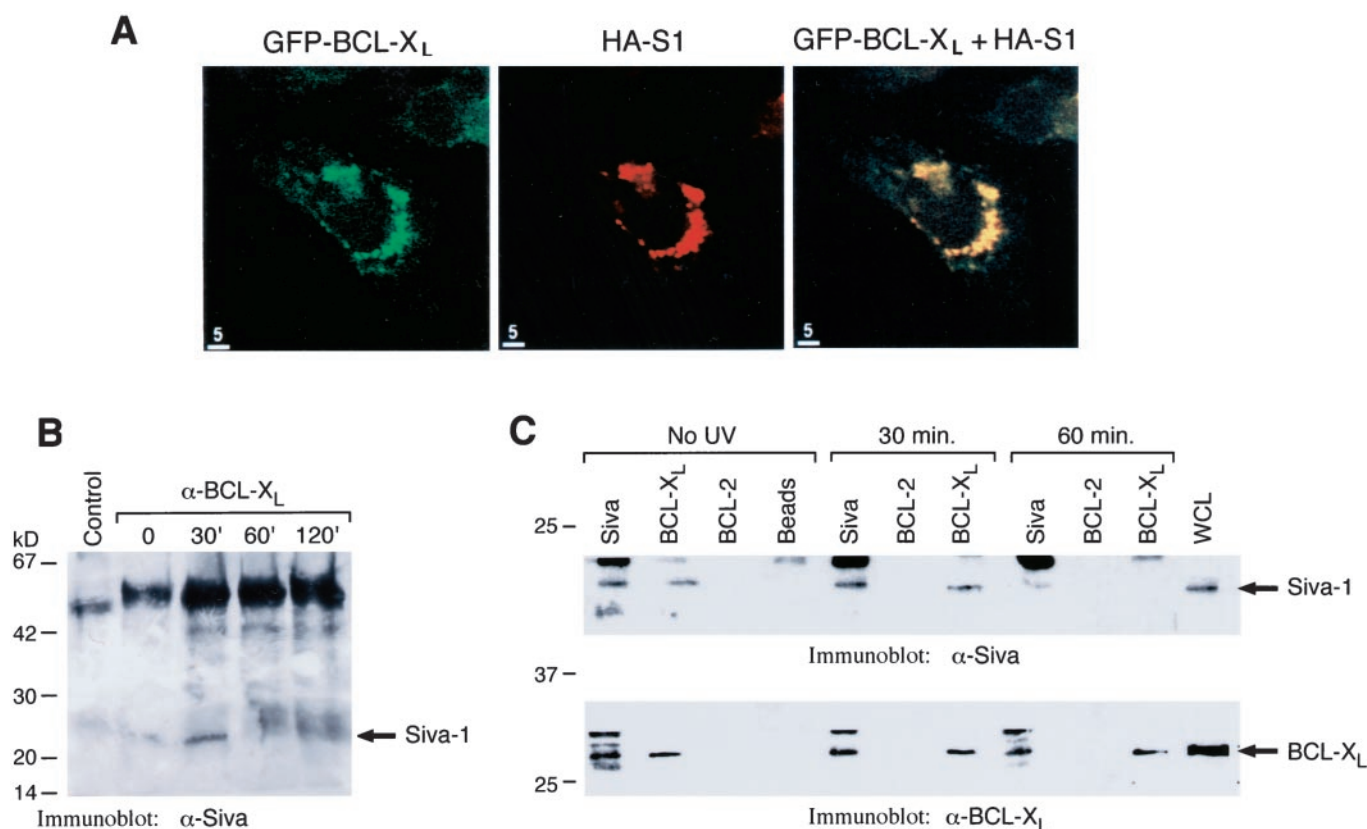 A
GFP-BCL-XL
HA-S1
GFP-BCL-XL + HA-S1
5
5
5
B
Control
α-BCL-XL
kD
0
30'
60'
120'
67
42
30
20
14
Siva-1
Immunoblot: α-Siva
C
No UV
30 min.
60 min.
Siva
BCL-XL
BCL-2
Beads
Siva
BCL-2
BCL-XL
Siva
BCL-2
BCL-XL
WCL
25
Siva-1
Immunoblot: α-Siva
37
BCL-XL
25
Immunoblot: α-BCL-XL